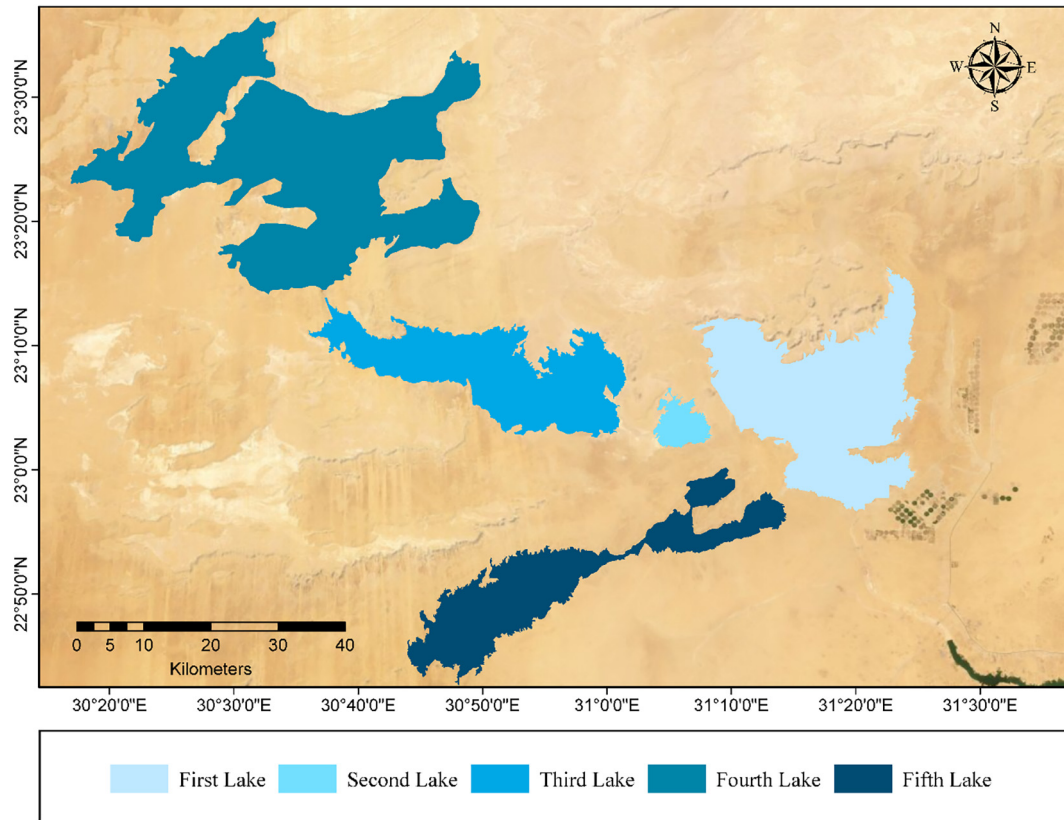 N
W E
S
23°30'0"N
23°20'0"N
23°10'0"N
23°0'0"N
22°50'0"N
0 5 10 20 30 40
Kilometers
30°20'0"E 30°30'0"E 30°40'0"E 30°50'0"E 31°0'0"E 31°10'0"E 31°20'0"E 31°30'0"E
First Lake Second Lake Third Lake Fourth Lake Fifth Lake